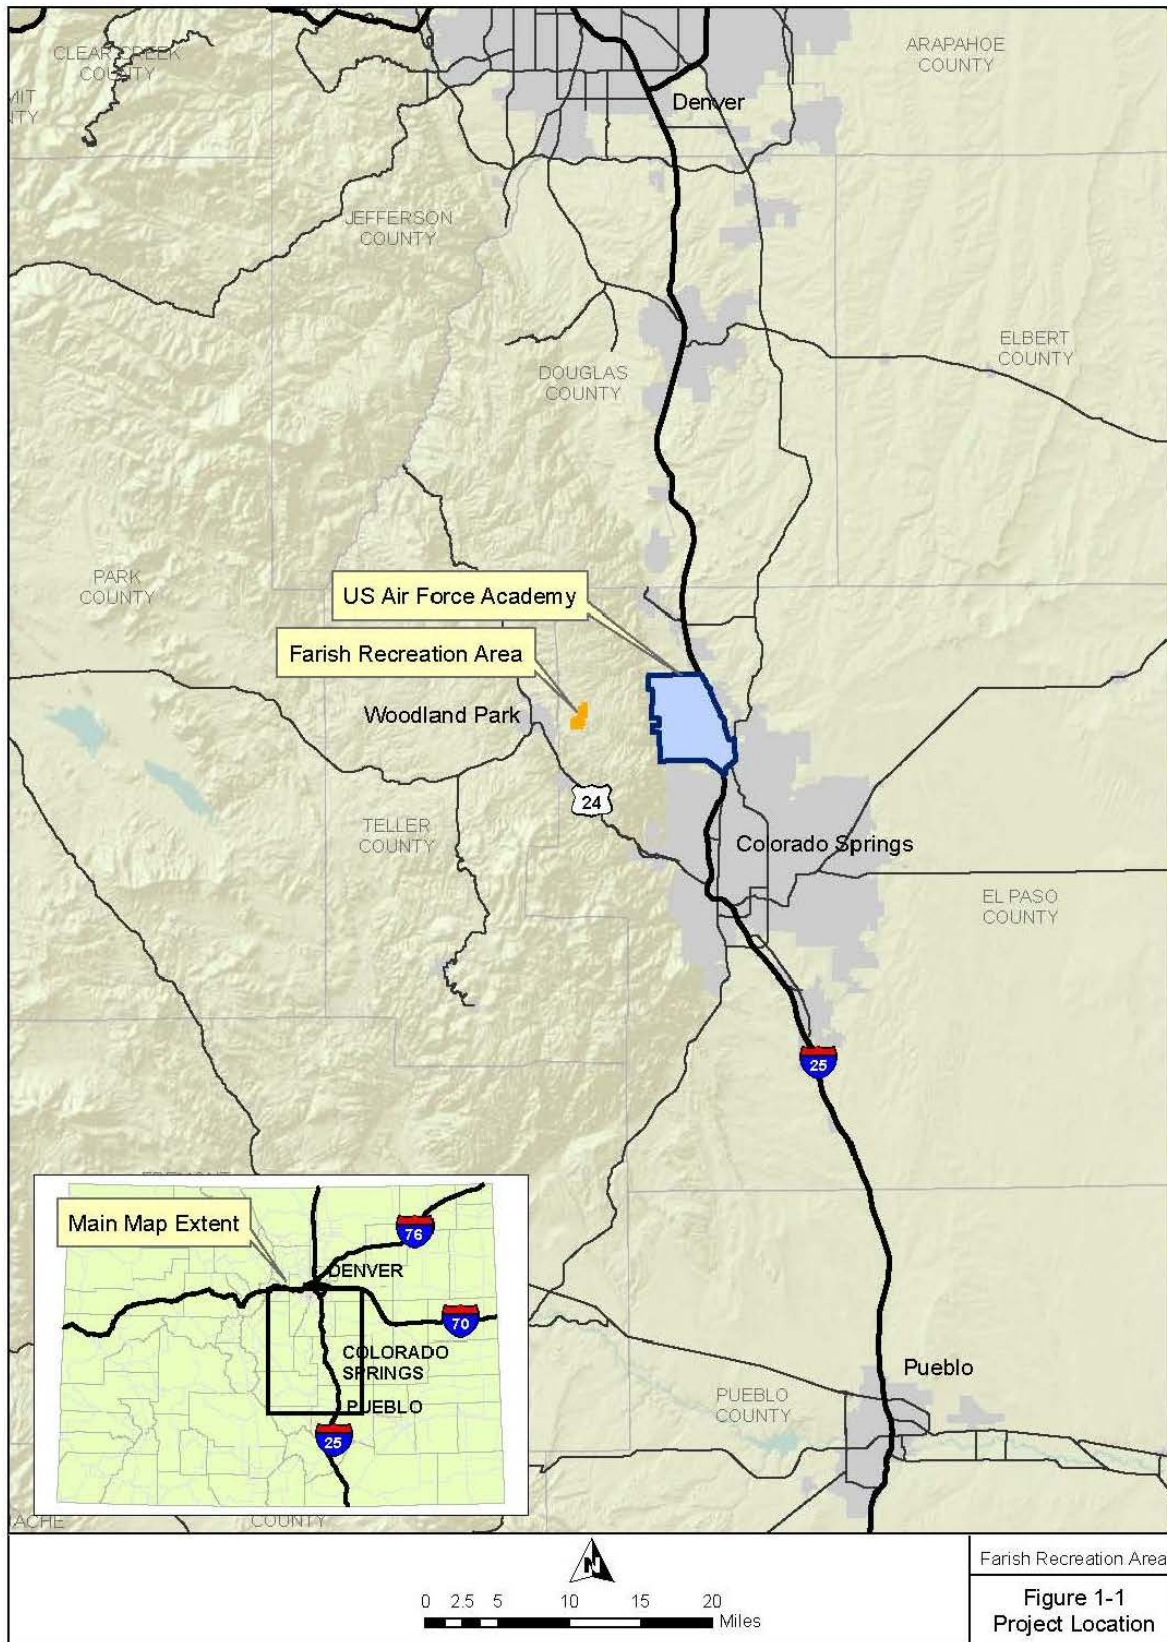 CLEAR CREEK
COUNTY
ARAPAHOE
COUNTY
MIT
NTY
Denver
JEFFERSON
COUNTY
ELBERT
COUNTY
DOUGLAS
COUNTY
PARK
COUNTY
US Air Force Academy
Farish Recreation Area
Woodland Park
24
TELLER
COUNTY
Colorado Springs
EL PASO
COUNTY
25
Main Map Extent
76
DENVER
70
COLORADO
SPRINGS
PUEBLO
25
Pueblo
PUEBLO
COUNTY
ACHE
COUNTY
N
0 2.5 5 10 15 20
Miles
Farish Recreation Area
Figure 1-1
Project Location